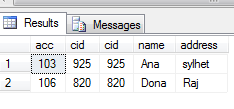 Results Messages
acc cid cid name address
1 103 925 925 Ana sylhet
2 106 820 820 Dona Raj